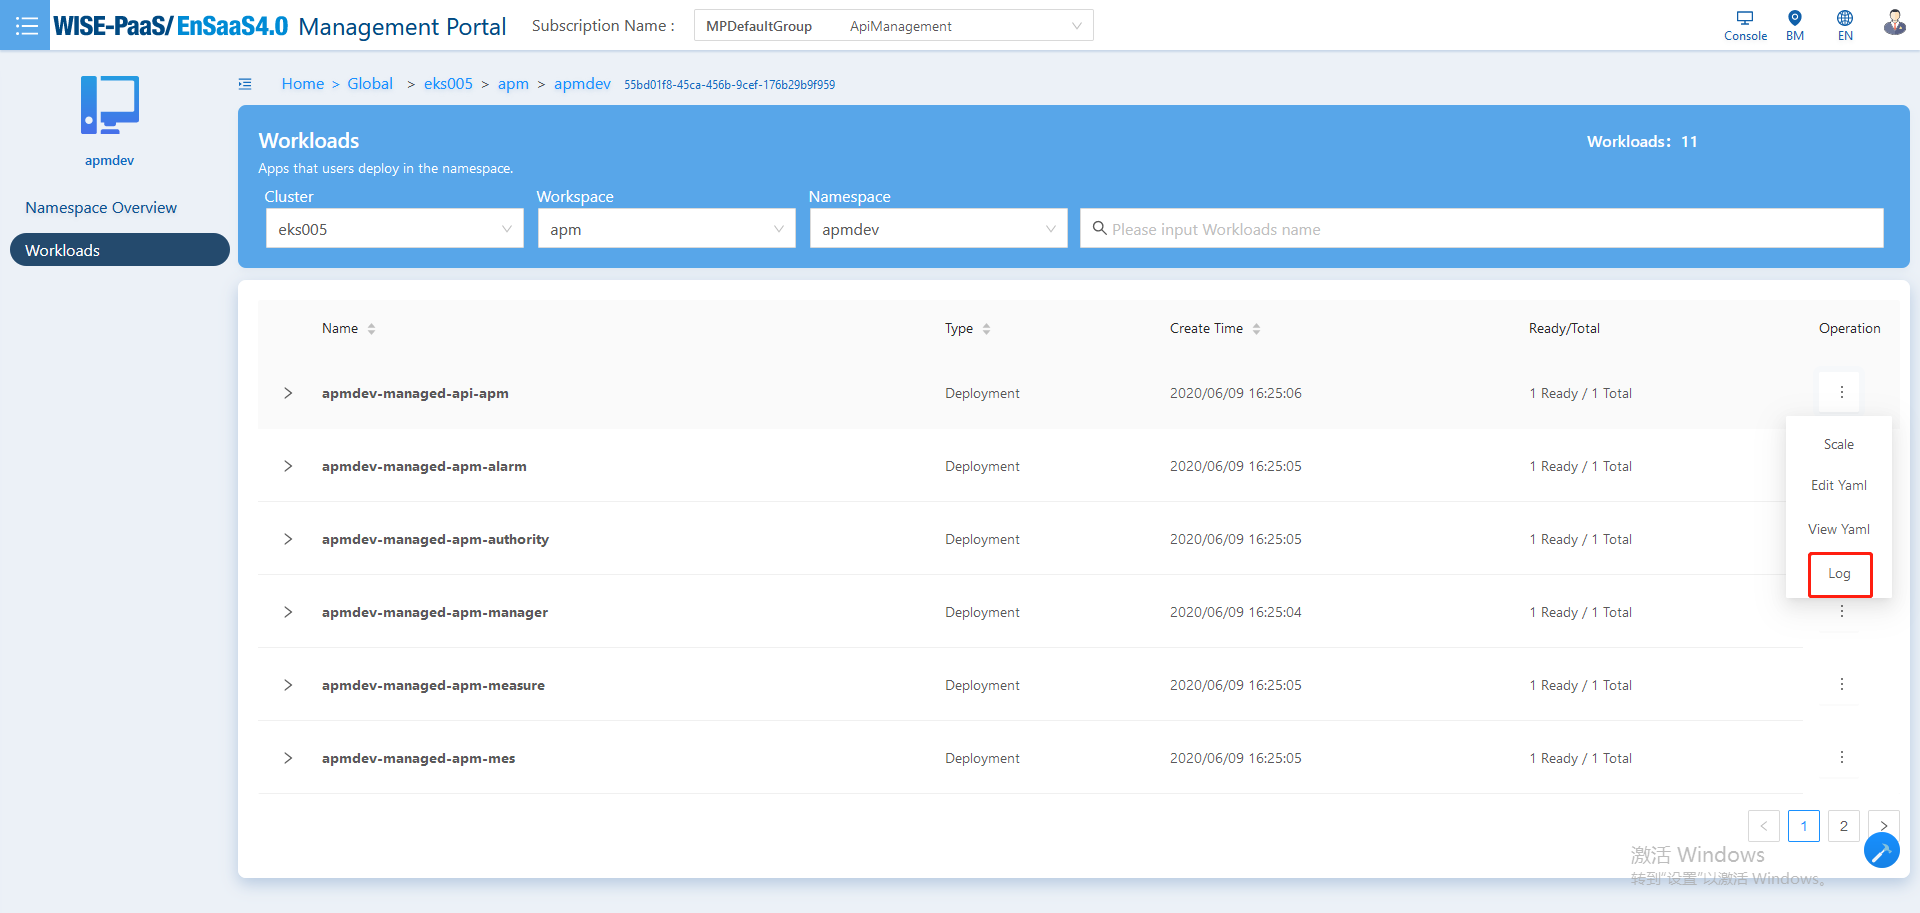 WISE-PaaS/ EnSaaS4.0 Management Portal Subscription Name : MPDefaultGroup ApiManagement Console BM EN
Home > Global > eks005 > apm > apmdev 55bd01f8-45ca-456b-9cef-176b29b9f959
apmdev
Namespace Overview
Workloads
Workloads
Workloads: 11
Apps that users deploy in the namespace.
Cluster Workspace Namespace
eks005 apm apmdev Please input Workloads name
Name Type Create Time Ready/Total Operation
apmdev-managed-api-apm Deployment 2020/06/09 16:25:06 1 Ready / 1 Total
apmdev-managed-apm-alarm Deployment 2020/06/09 16:25:05 1 Ready / 1 Total
apmdev-managed-apm-authority Deployment 2020/06/09 16:25:05 1 Ready / 1 Total
apmdev-managed-apm-manager Deployment 2020/06/09 16:25:04 1 Ready / 1 Total
apmdev-managed-apm-measure Deployment 2020/06/09 16:25:05 1 Ready / 1 Total
apmdev-managed-apm-mes Deployment 2020/06/09 16:25:05 1 Ready / 1 Total
Scale
Edit Yaml
View Yaml
Log
< 1 2 >
激活 Windows
转到“设置”以激活 Windows。